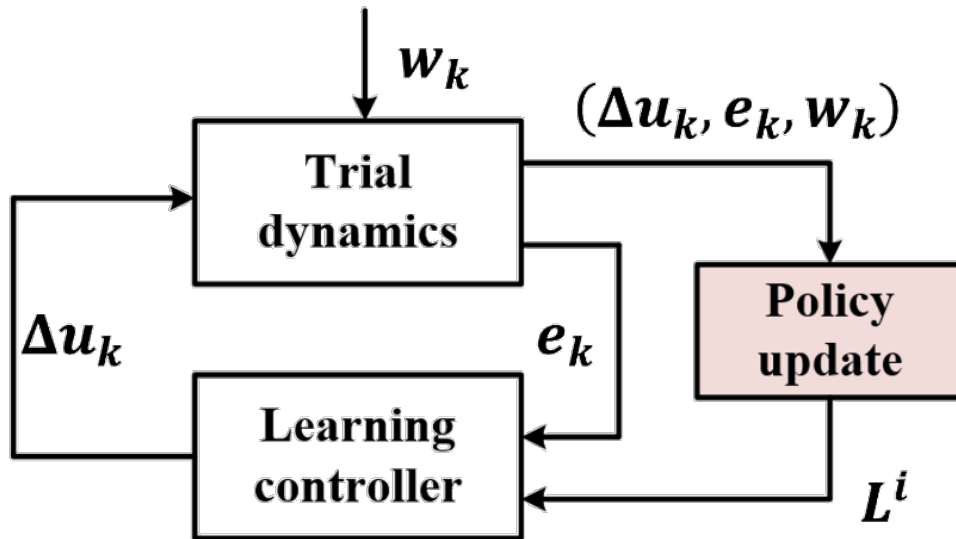 w_k
(Δu_k, e_k, w_k)
Trial
dynamics
Policy
update
Δu_k
e_k
Learning
controller
L^i